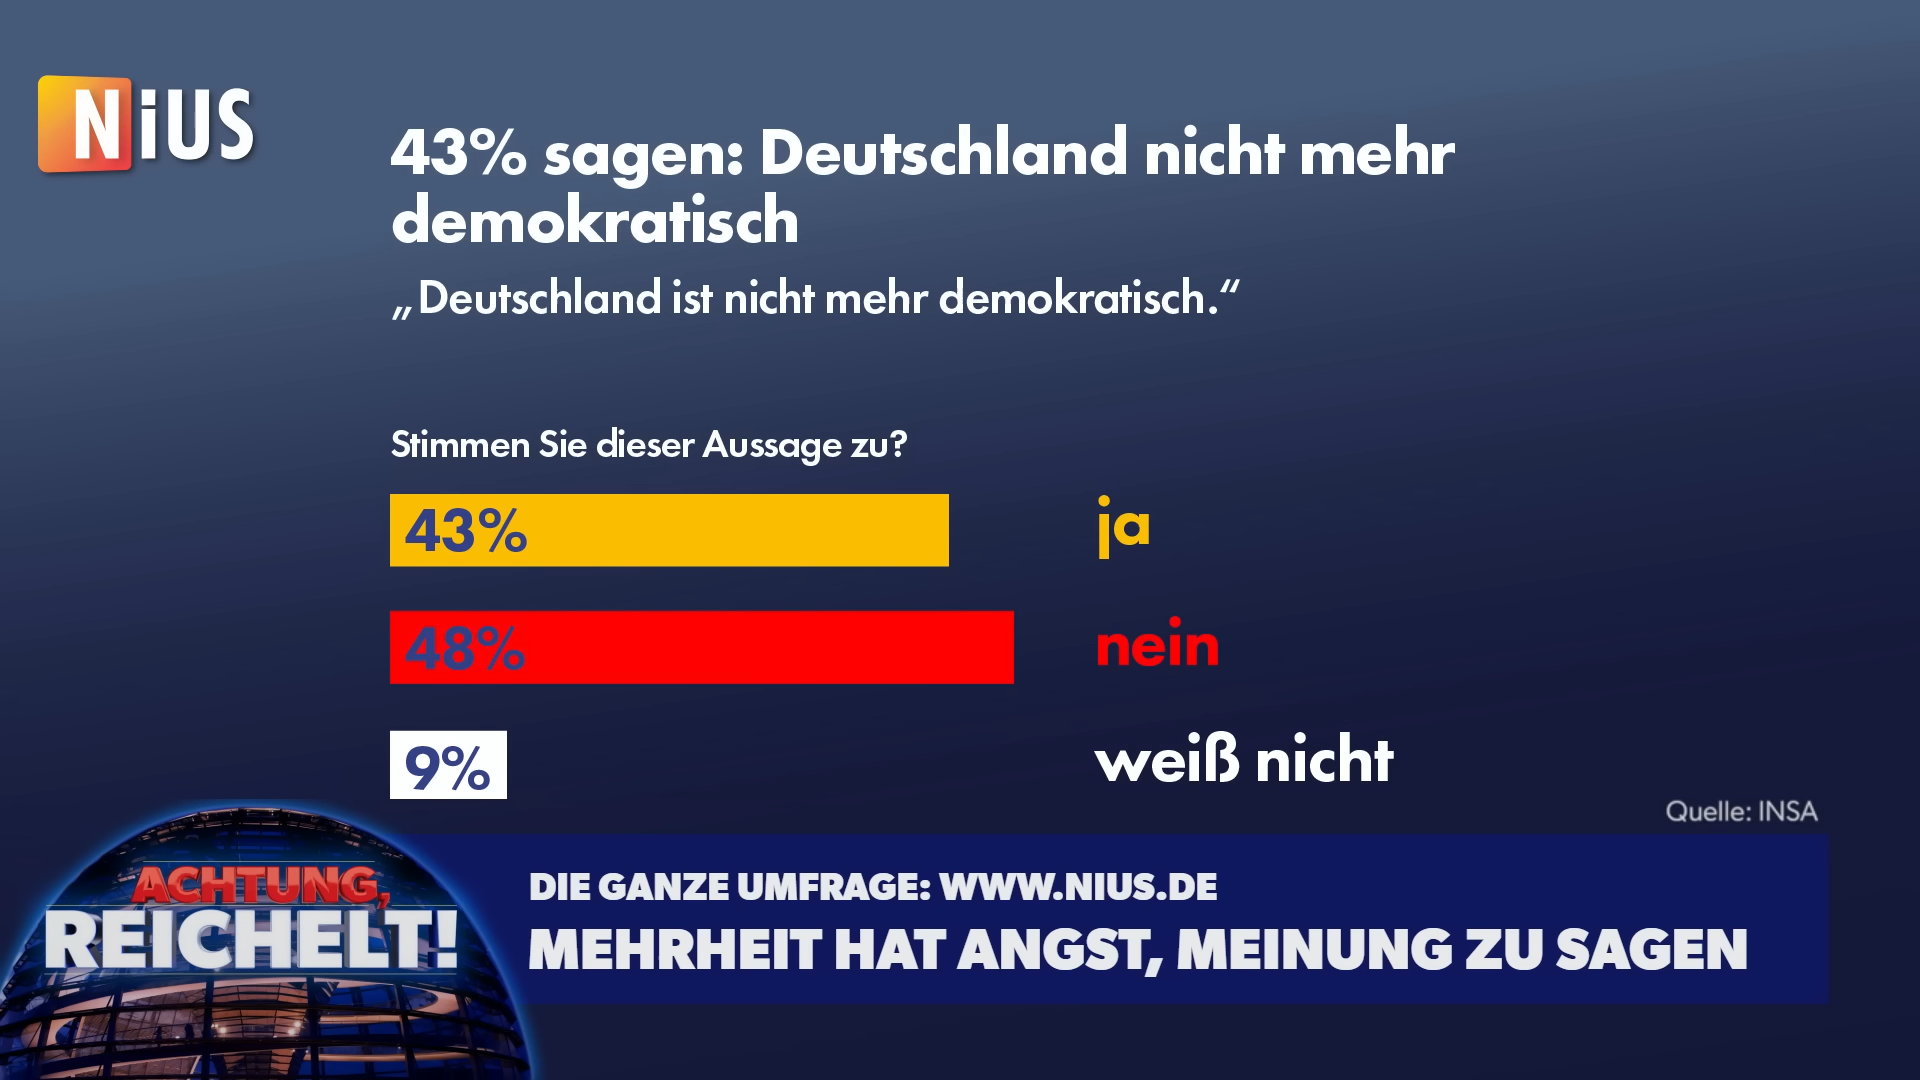 NiUS
43% sagen: Deutschland nicht mehr
demokratisch
„Deutschland ist nicht mehr demokratisch.“
Stimmen Sie dieser Aussage zu?
43% ja
48% nein
9% weiß nicht
Quelle: INSA
ACHTUNG,
REICHELT!
DIE GANZE UMFRAGE: WWW.NIUS.DE
MEHRHEIT HAT ANGST, MEINUNG ZU SAGEN